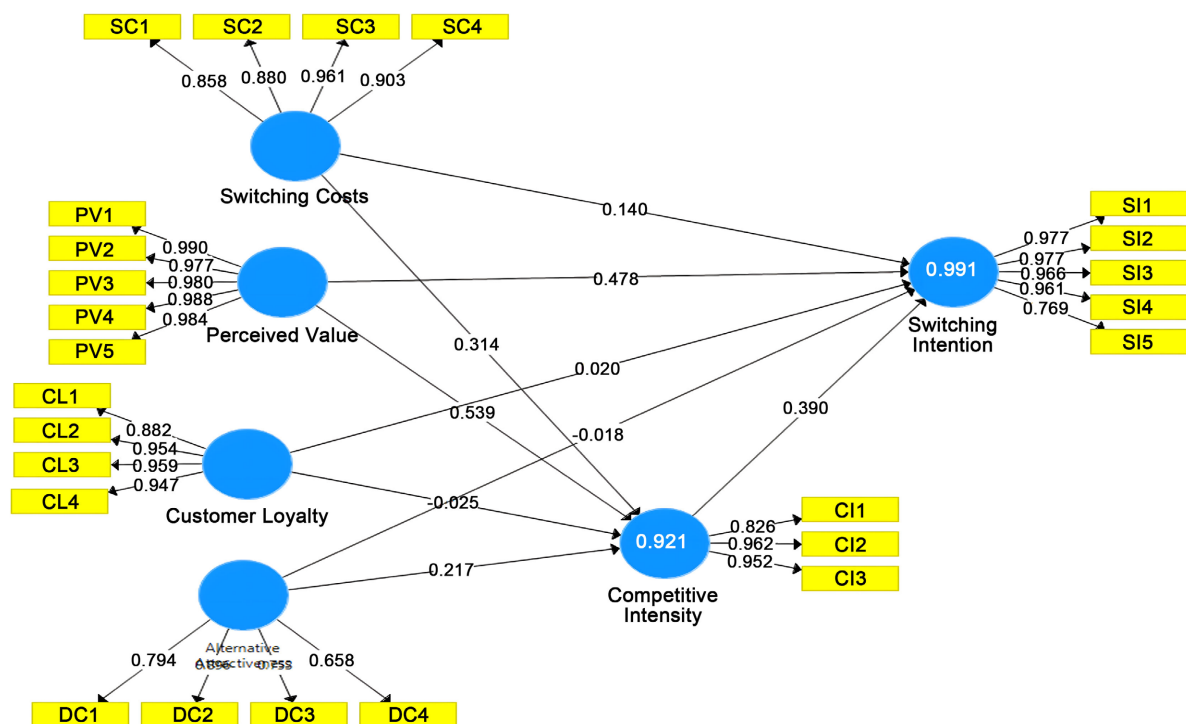 SC1 SC2 SC3 SC4
0.858 0.880 0.961 0.903
Switching Costs
PV1
PV2
PV3
PV4
PV5
0.990
0.977
0.980
0.988
0.984
Perceived Value
CL1
CL2
CL3
CL4
0.882
0.954
0.959
0.947
Customer Loyalty
Alternative
Attractiveness
0.794 0.896 0.753 0.658
DC1 DC2 DC3 DC4
0.140
0.478
0.314
0.020
0.539
-0.018
0.390
-0.025
0.217
0.991
Switching
Intention
0.977
0.977
0.966
0.961
0.769
SI1
SI2
SI3
SI4
SI5
0.921
Competitive
Intensity
0.826
0.962
0.952
CI1
CI2
CI3